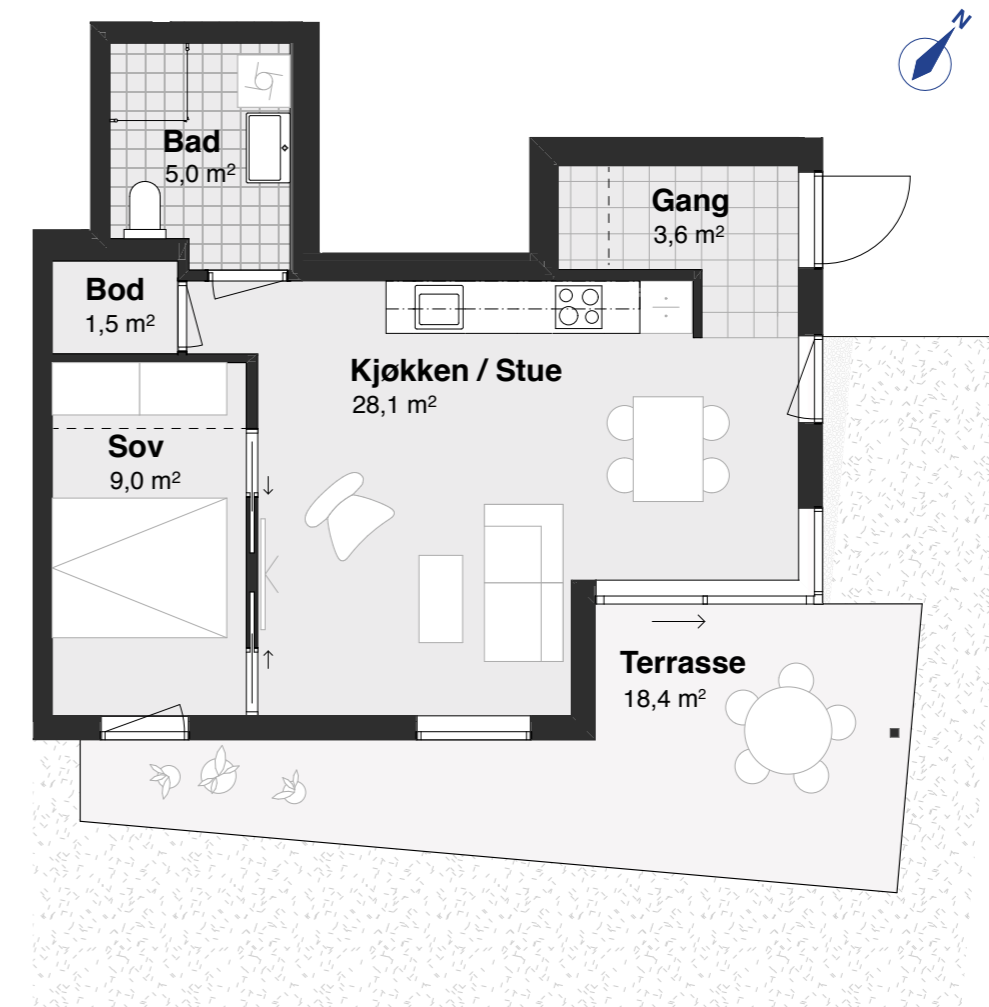 N
Bad
5,0 m²
Gang
3,6 m²
Bod
1,5 m²
Kjøkken / Stue
28,1 m²
Sov
9,0 m²
Terrasse
18,4 m²